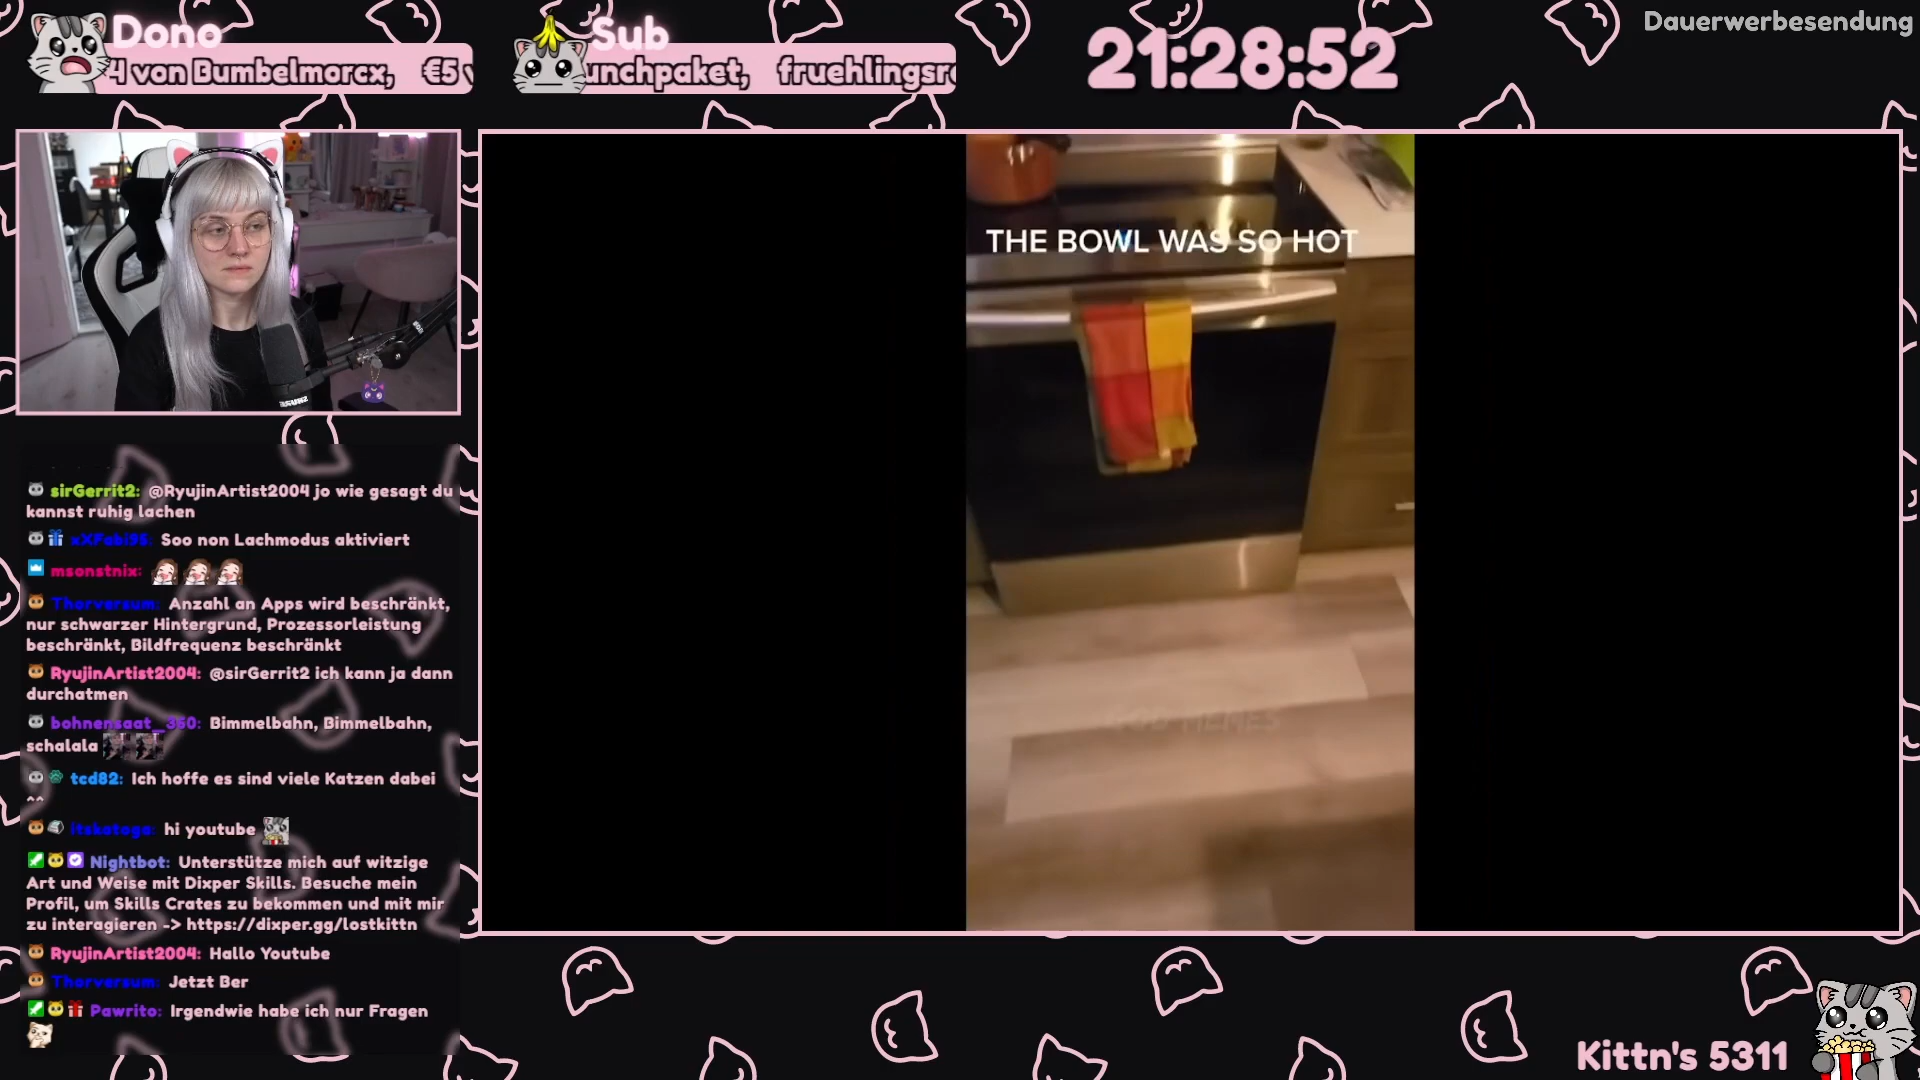 Dono
4 von Bumbelmorcx, €5
Sub
unchpaket, fruehlingsr
21:28:52
Dauerwerbesendung
THE BOWL WAS SO HOT
sirGerrit2: @RyujinArtist2004 jo wie gesagt du
kannst ruhig lachen
xXFabi95: Soo non Lachmodus aktiviert
msonstnix:
Thorversum: Anzahl an Apps wird beschränkt,
nur schwarzer Hintergrund, Prozessorleistung
beschränkt, Bildfrequenz beschränkt
RyujinArtist2004: @sirGerrit2 ich kann ja dann
durchatmen
bohnensaat_360: Bimmelbahn, Bimmelbahn,
schalala
tcd82: Ich hoffe es sind viele Katzen dabei
^^
itskatoga: hi youtube
Nightbot: Unterstütze mich auf witzige
Art und Weise mit Dixper Skills. Besuche mein
Profil, um Skills Crates zu bekommen und mit mir
zu interagieren -> https://dixper.gg/lostkittn
RyujinArtist2004: Hallo Youtube
Thorversum: Jetzt Ber
Pawrito: Irgendwie habe ich nur Fragen
Kittn's 5311